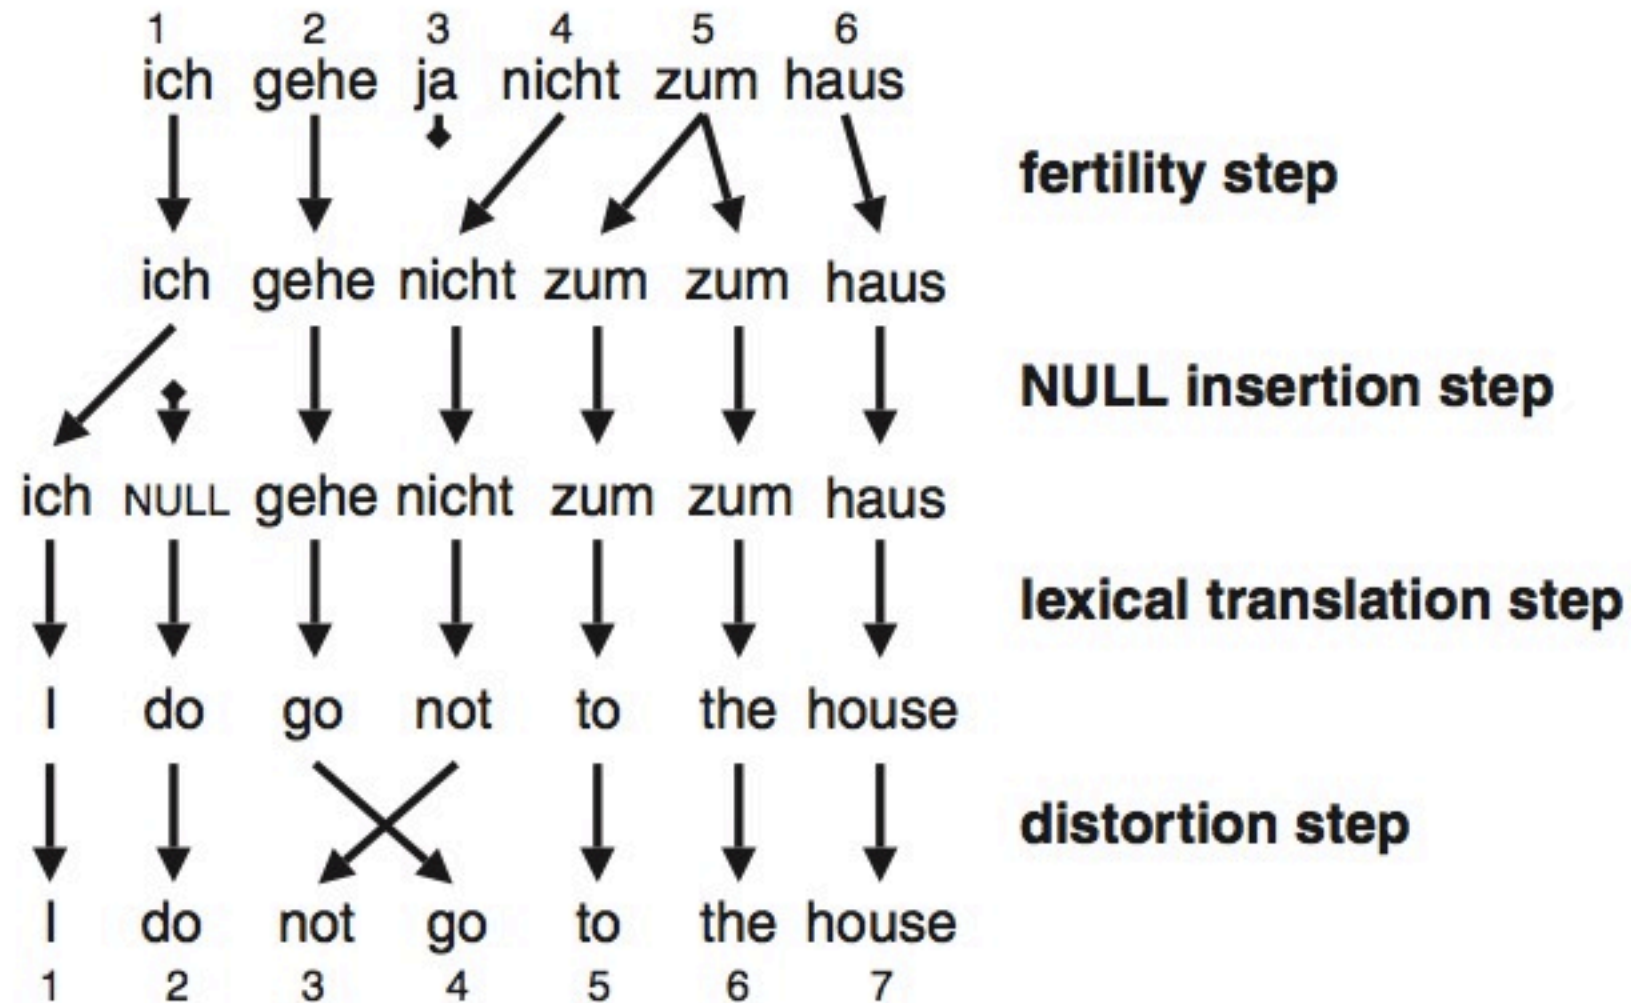 1 2 3 4 5 6
ich gehe ja nicht zum haus
fertility step
ich gehe nicht zum zum haus
NULL insertion step
ich NULL gehe nicht zum zum haus
lexical translation step
I do go not to the house
distortion step
I do not go to the house
1 2 3 4 5 6 7